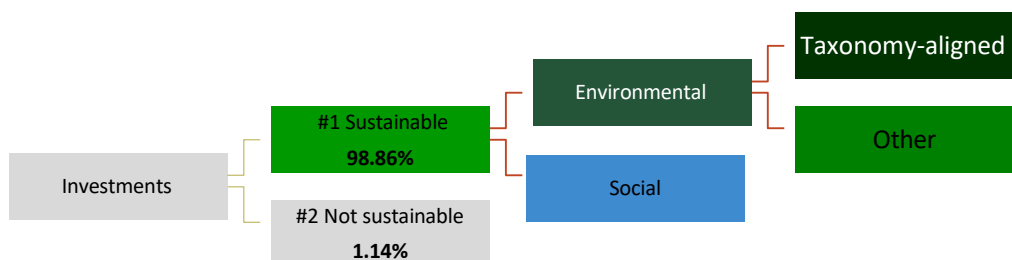 Investments
#1 Sustainable
98.86%
#2 Not sustainable
1.14%
Environmental
Social
Taxonomy-aligned
Other